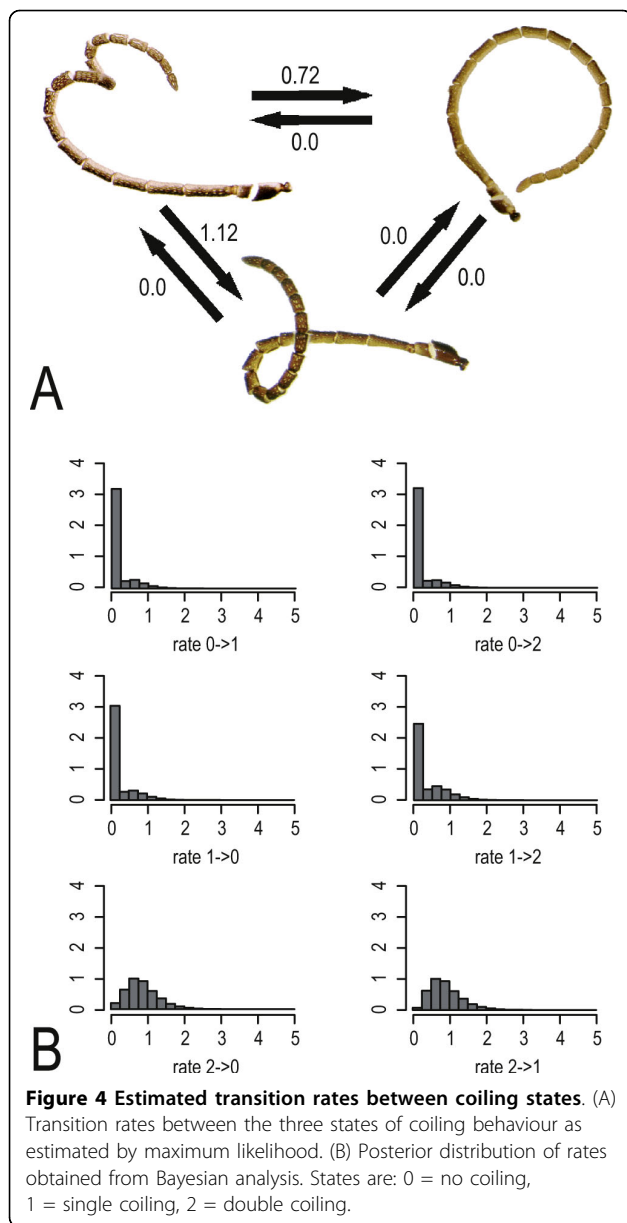 0.72
0.0
1.12
0.0
0.0
0.0
A
0 1 2 3 4
0 1 2 3 4 5
rate 0->1
0 1 2 3 4
0 1 2 3 4 5
rate 0->2
0 1 2 3 4
0 1 2 3 4 5
rate 1->0
0 1 2 3 4
0 1 2 3 4 5
rate 1->2
0 1 2 3 4
0 1 2 3 4 5
rate 2->0
0 1 2 3 4
0 1 2 3 4 5
rate 2->1
B
Figure 4 Estimated transition rates between coiling states. (A)
Transition rates between the three states of coiling behaviour as
estimated by maximum likelihood. (B) Posterior distribution of rates
obtained from Bayesian analysis. States are: 0 = no coiling,
1 = single coiling, 2 = double coiling.